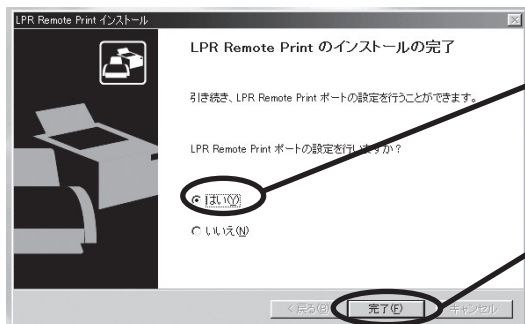 LPR Remote Print インストール
LPR Remote Print のインストールの完了
引き続き、LPR Remote Print ポートの設定を行うことができます。
LPR Remote Print ポートの設定を行いますか？
はい(Y)
いいえ(N)
< 戻る(B)
完了(F)
キャンセル